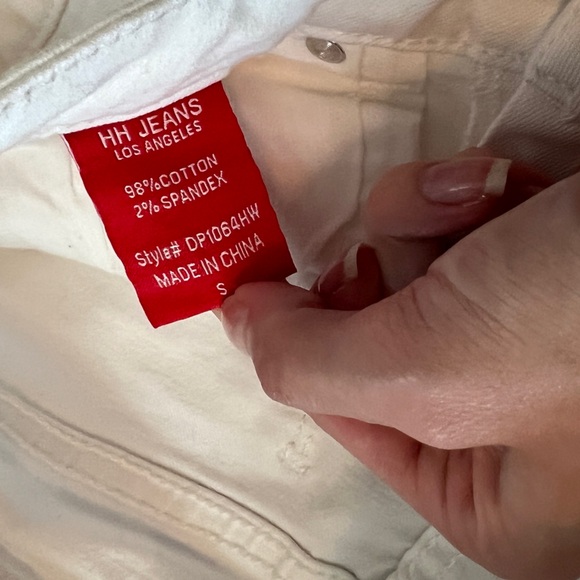 HH JEANS
LOS ANGELES
98%COTTON
2%SPANDEX
Style# DP1064HW
MADE IN CHINA
S